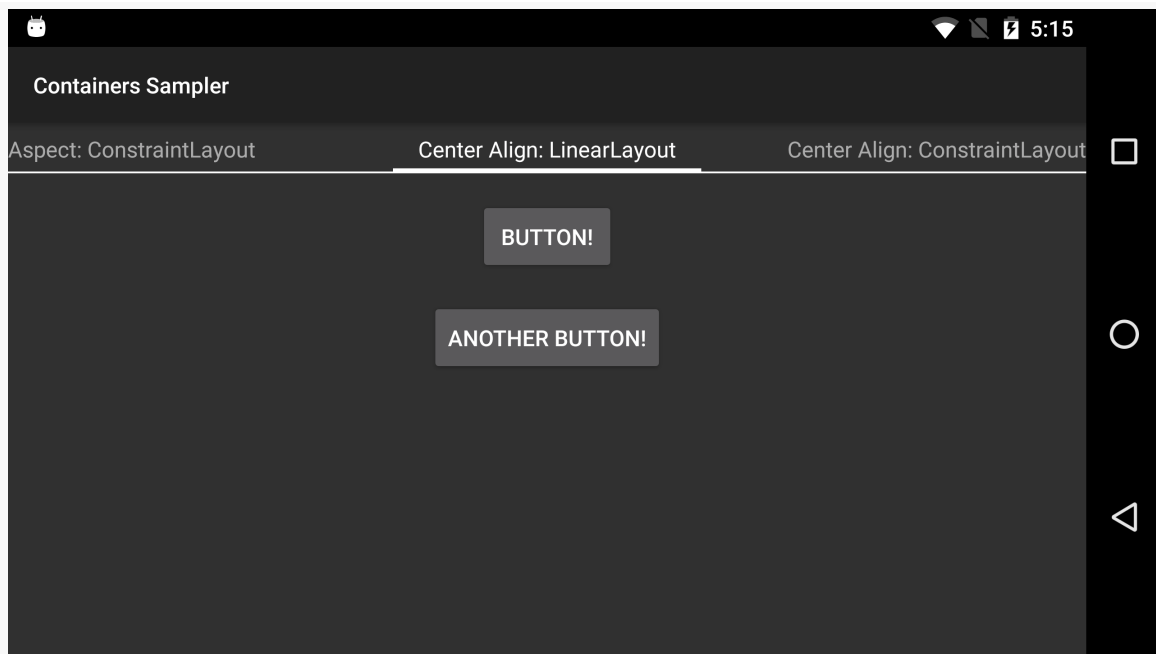 5:15
Containers Sampler
Aspect: ConstraintLayout
Center Align: LinearLayout
Center Align: ConstraintLayout
BUTTON!
ANOTHER BUTTON!